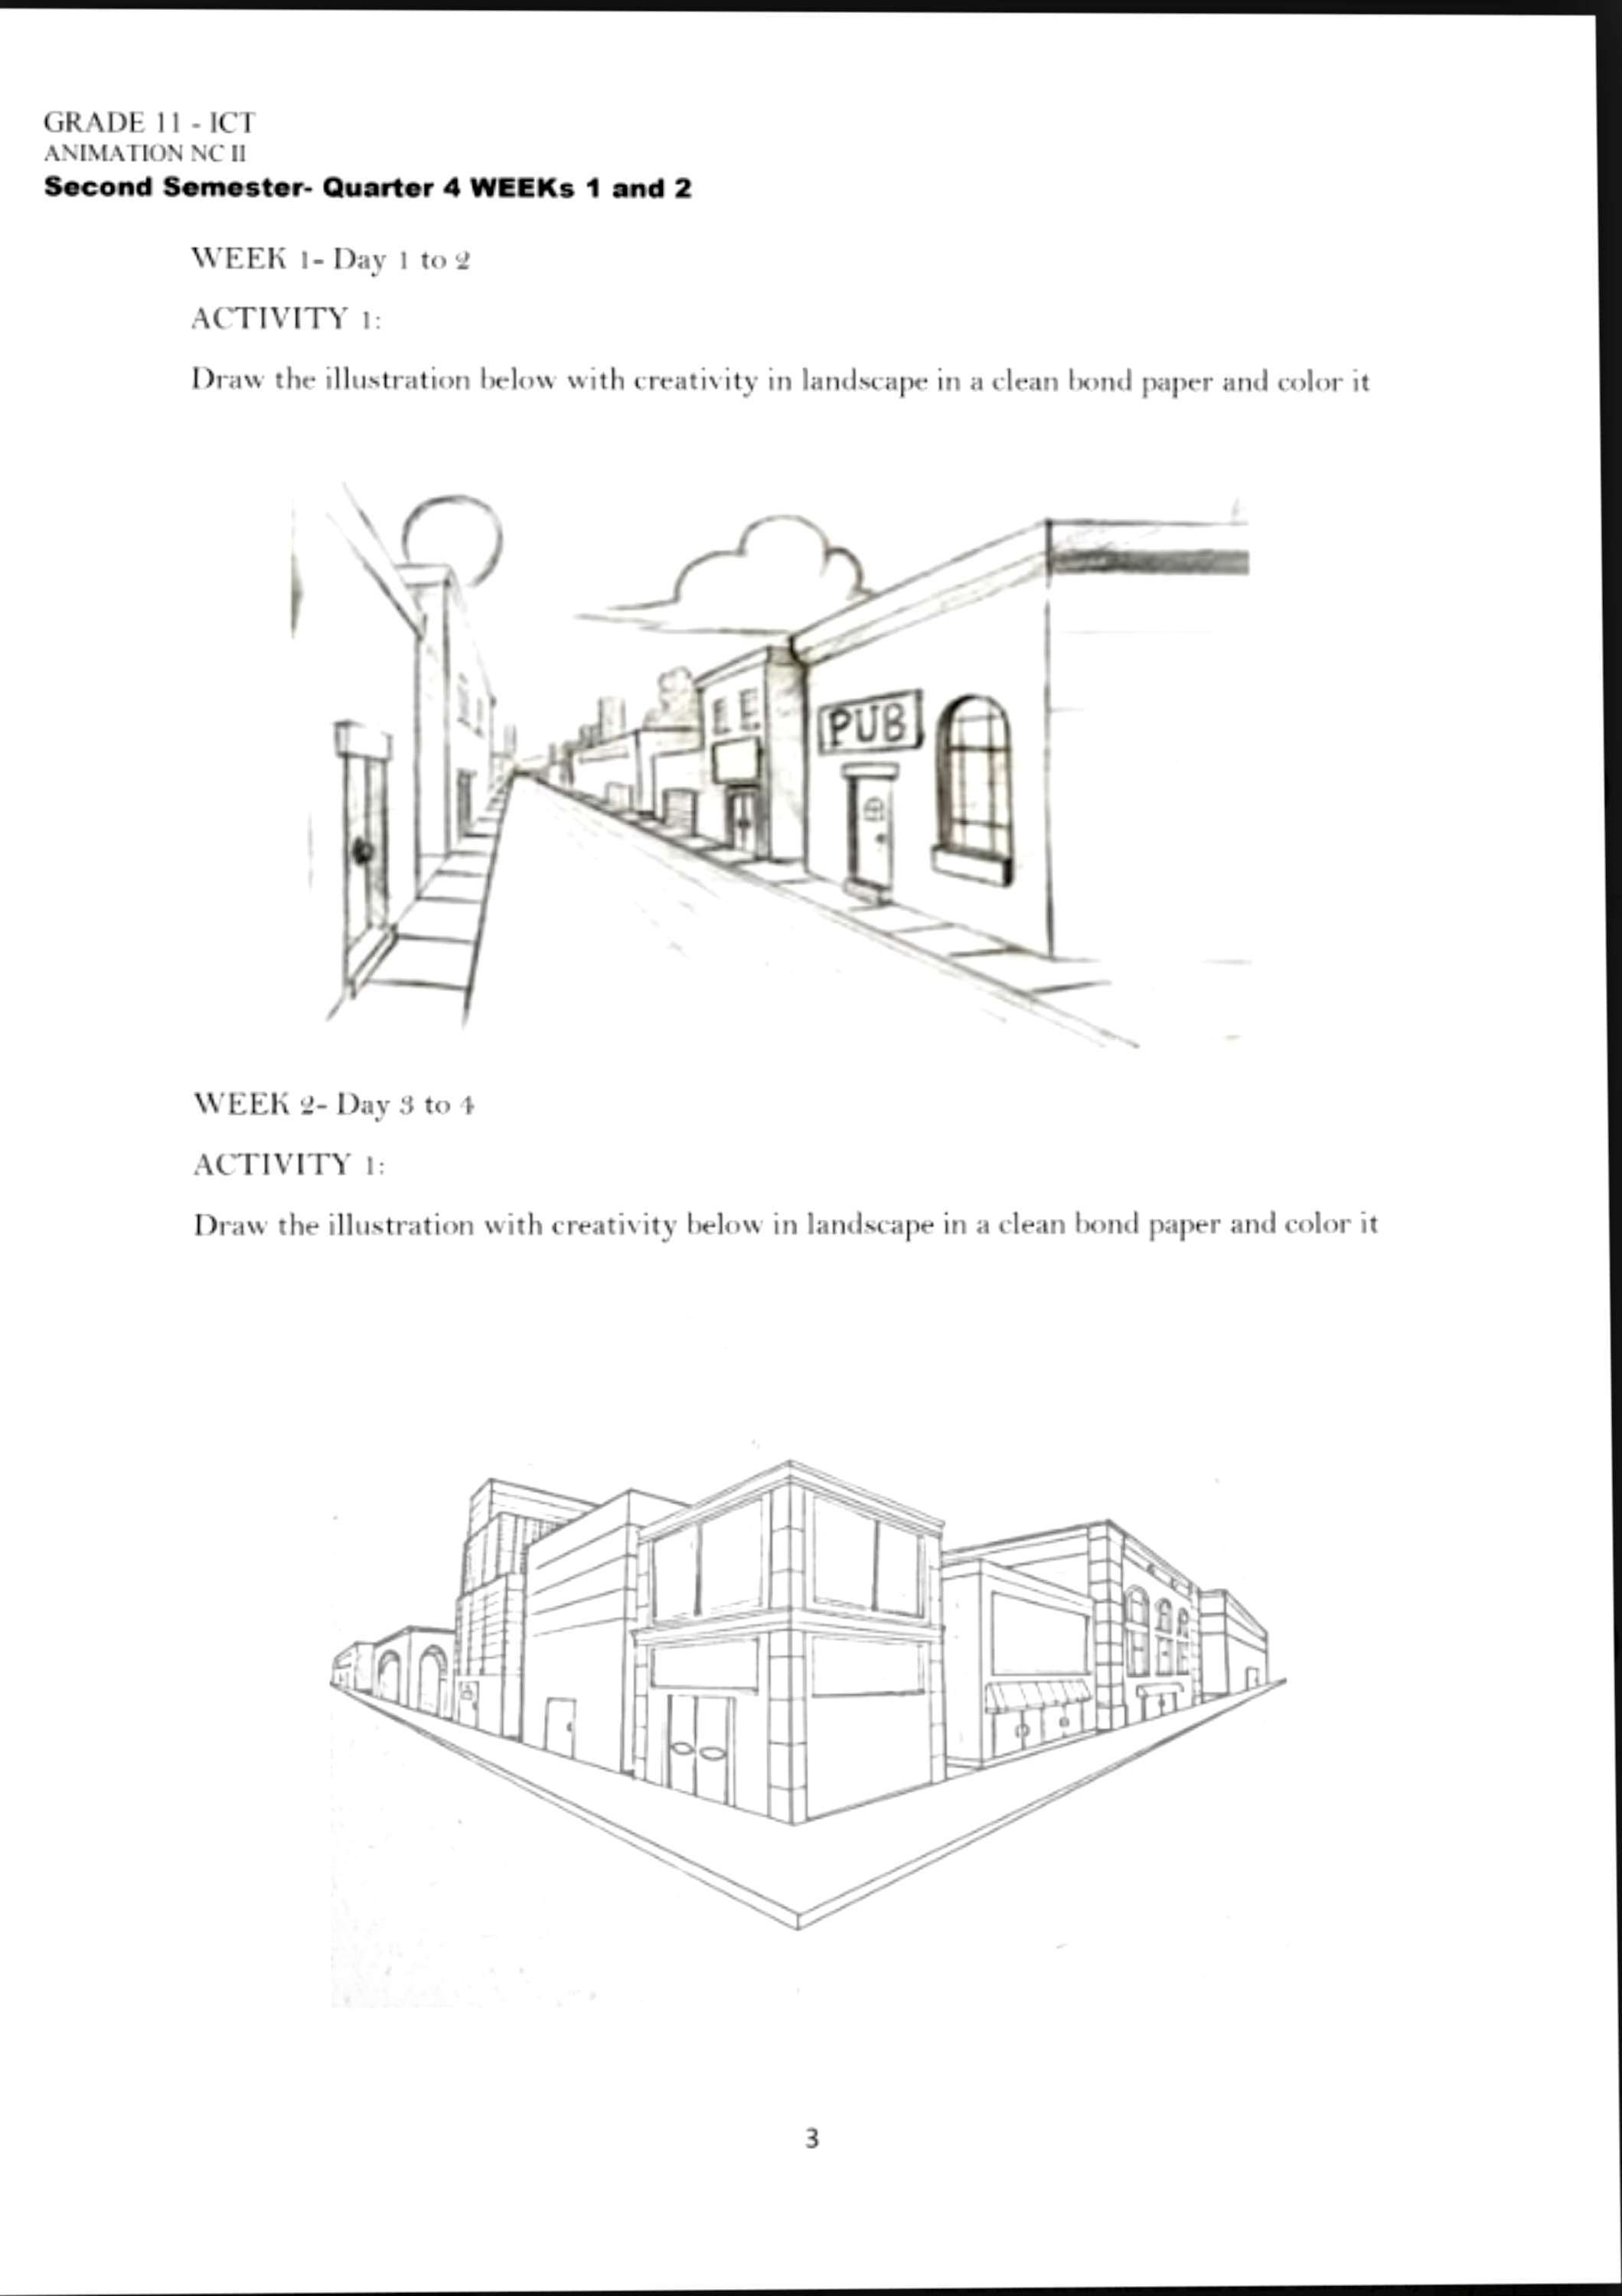 GRADE 11 - ICT
ANIMATION NC II
Second Semester- Quarter 4 WEEKs 1 and 2
WEEK 1- Day 1 to 2
ACTIVITY 1:
Draw the illustration below with creativity in landscape in a clean bond paper and color it
PUB
WEEK 2- Day 3 to 4
ACTIVITY 1:
Draw the illustration with creativity below in landscape in a clean bond paper and color it
3